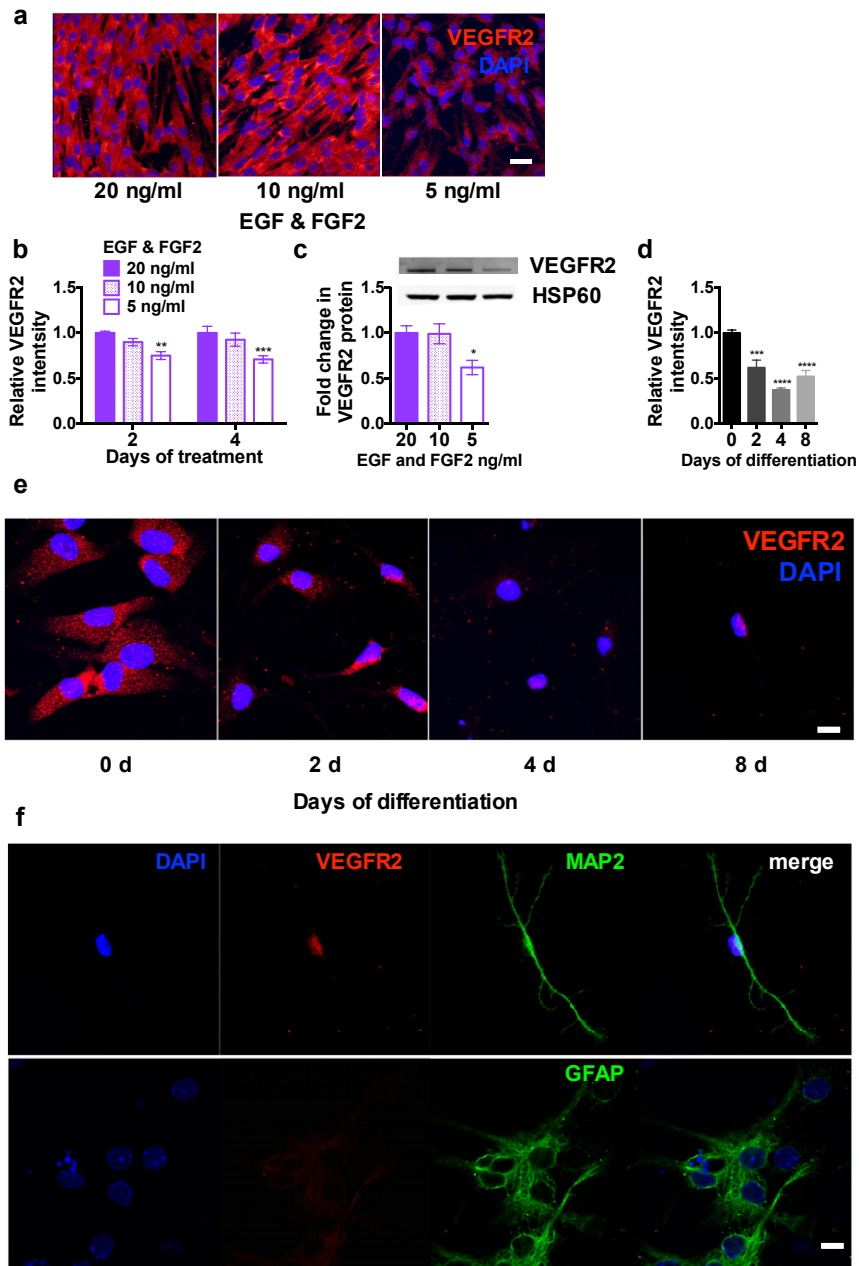 a
VEGFR2
DAPI
20 ng/ml
10 ng/ml
5 ng/ml
EGF & FGF2
b
EGF & FGF2
20 ng/ml
10 ng/ml
5 ng/ml
Relative VEGFR2
intentsity
1.5
1.0
0.5
0.0
**
***
2
4
Days of treatment
c
VEGFR2
HSP60
Fold change in
VEGFR2 protein
1.5
1.0
0.5
0.0
*
20
10
5
EGF and FGF2 ng/ml
d
Relative VEGFR2
intentsity
1.5
1.0
0.5
0.0
***
****
****
0
2
4
8
Days of differentiation
e
VEGFR2
DAPI
0 d
2 d
4 d
8 d
Days of differentiation
f
DAPI
VEGFR2
MAP2
merge
GFAP